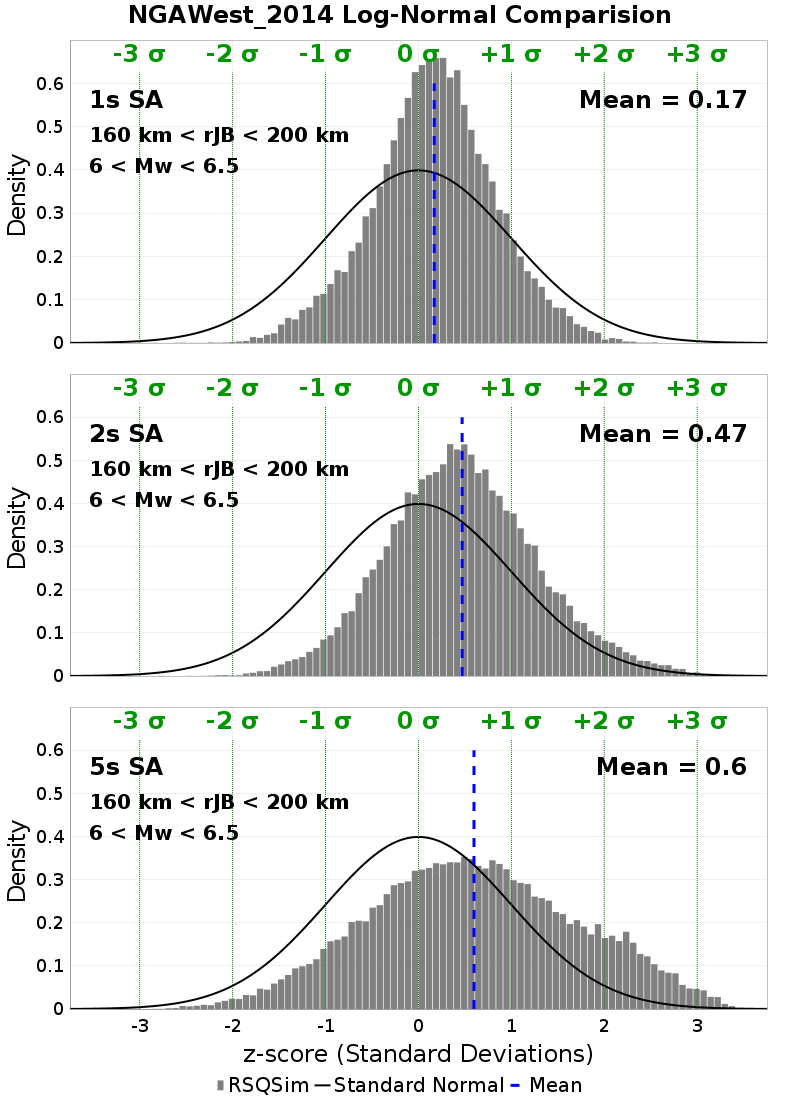 NGAWest_2014 Log-Normal Comparision
-3 σ -2 σ -1 σ 0 σ +1 σ +2 σ +3 σ
1s SA Mean = 0.17
160 km < rJB < 200 km
6 < Mw < 6.5
Density
0.6
0.5
0.4
0.3
0.2
0.1
0
-3 σ -2 σ -1 σ 0 σ +1 σ +2 σ +3 σ
2s SA Mean = 0.47
160 km < rJB < 200 km
6 < Mw < 6.5
Density
0.6
0.5
0.4
0.3
0.2
0.1
0
-3 σ -2 σ -1 σ 0 σ +1 σ +2 σ +3 σ
5s SA Mean = 0.6
160 km < rJB < 200 km
6 < Mw < 6.5
Density
0.6
0.5
0.4
0.3
0.2
0.1
0
-3 -2 -1 0 1 2 3
z-score (Standard Deviations)
RSQSim Standard Normal Mean